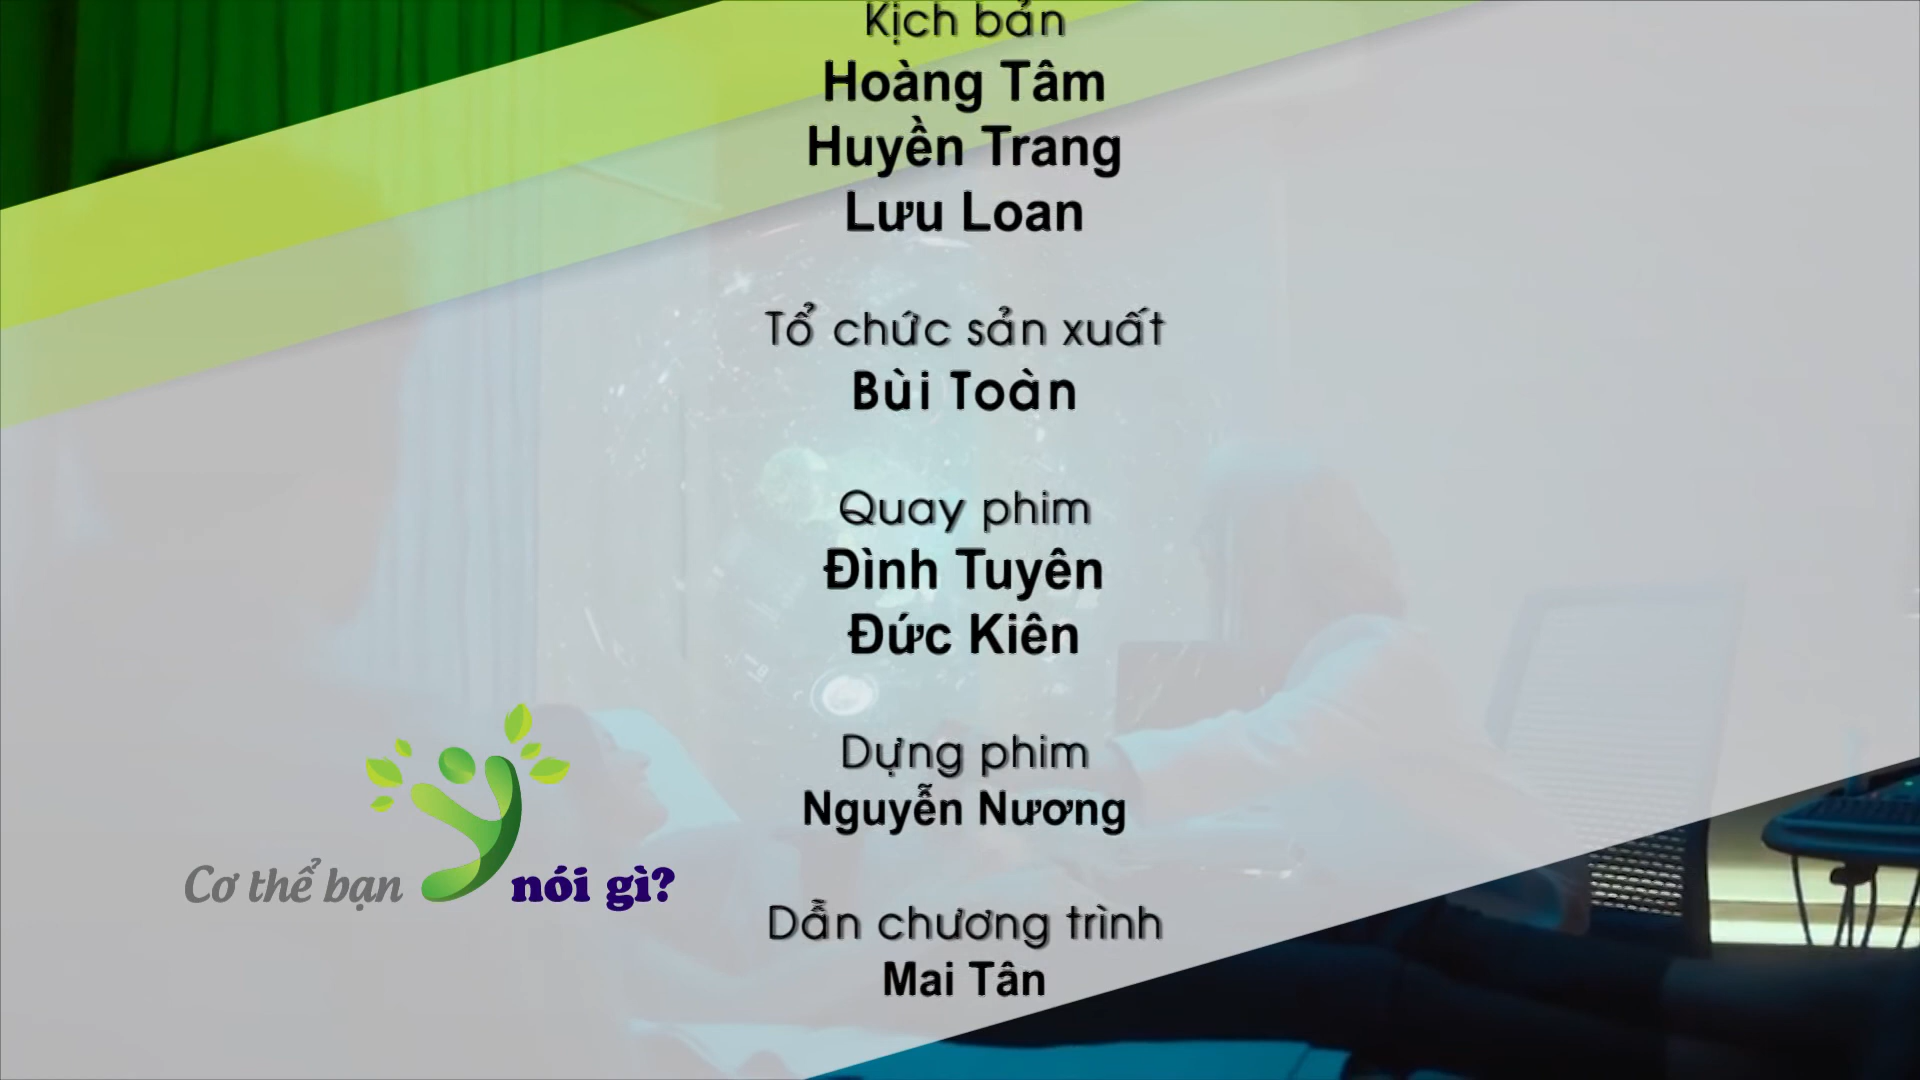 Kịch bản
Hoàng Tâm
Huyền Trang
Lưu Loan
Tổ chức sản xuất
Bùi Toàn
Quay phim
Đình Tuyên
Đức Kiên
Dựng phim
Nguyễn Nương
Cơ thể bạn nói gì?
Dẫn chương trình
Mai Tân